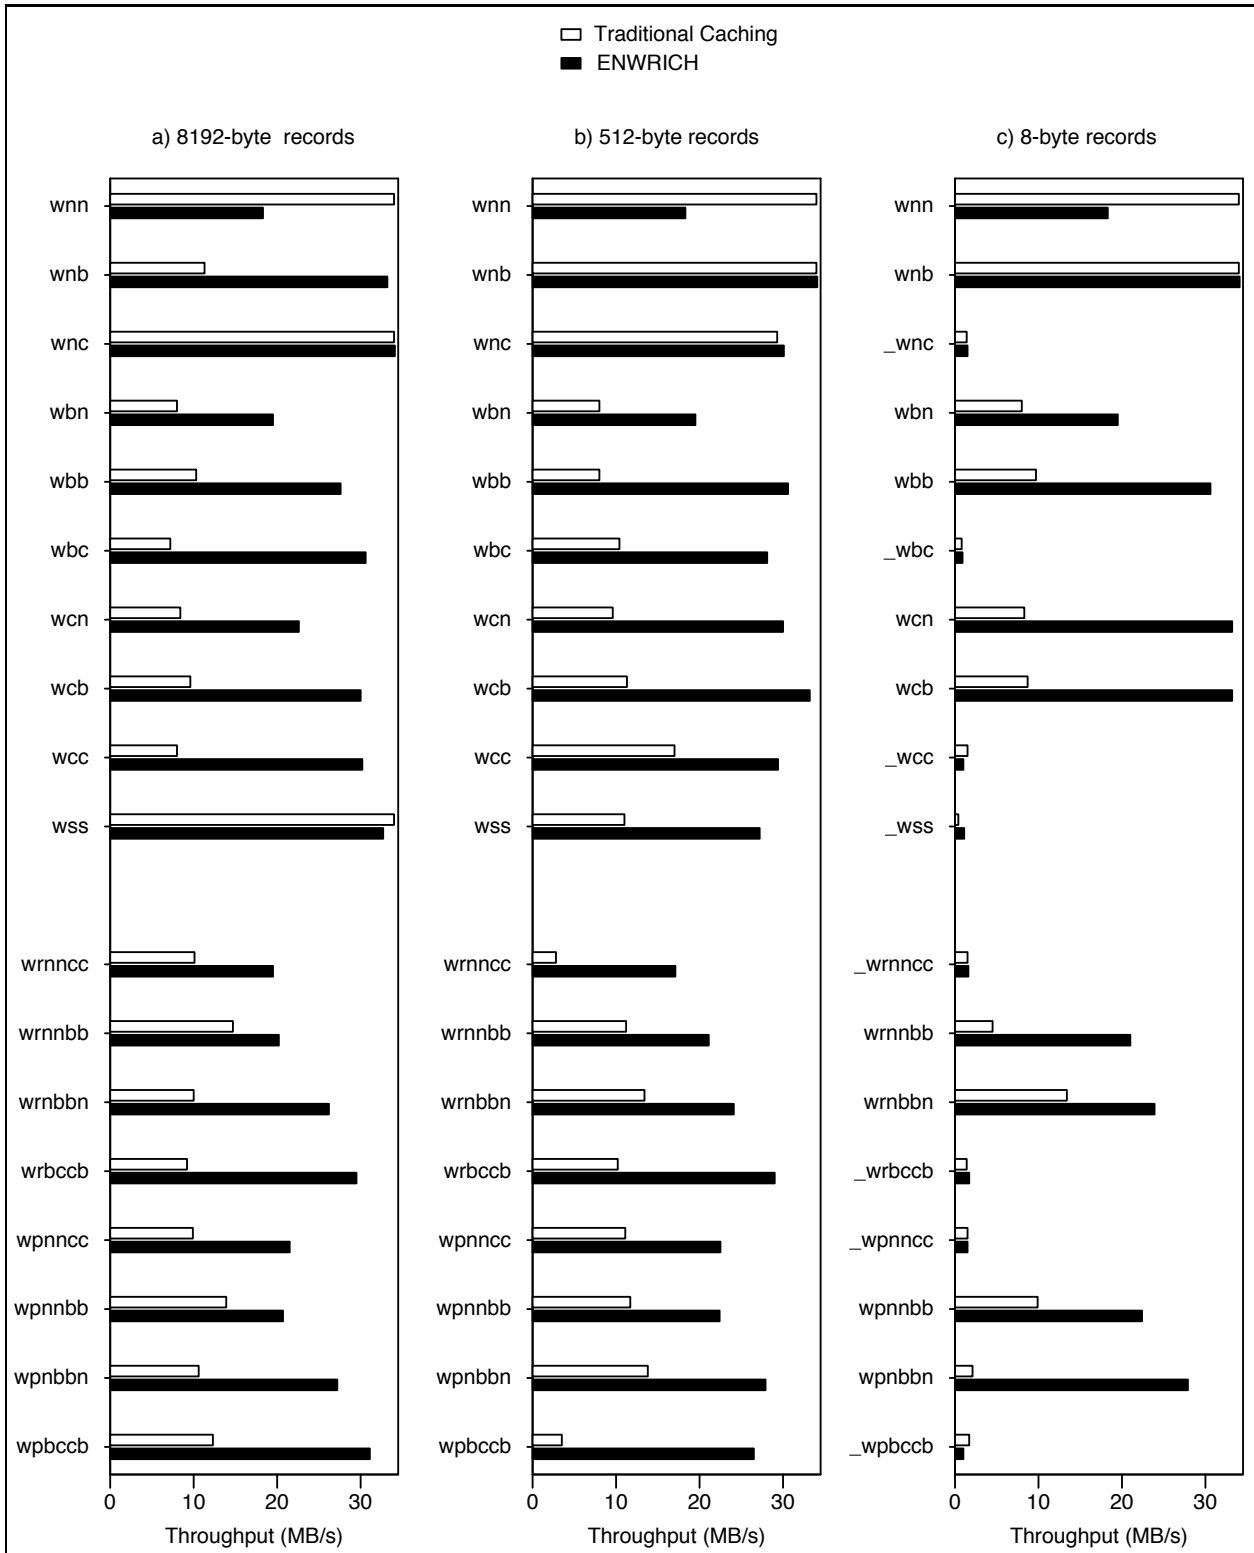 Traditional Caching
ENWRICH
a) 8192-byte records
wnn
wnb
wnc
wbn
wbb
wbc
wcn
wcb
wcc
wss
wrnncc
wrnnbb
wrnbbn
wrbccb
wpnncc
wpnnbb
wpnbbn
wpbccb
0 10 20 30
Throughput (MB/s)
b) 512-byte records
wnn
wnb
wnc
wbn
wbb
wbc
wcn
wcb
wcc
wss
wrnncc
wrnnbb
wrnbbn
wrbccb
wpnncc
wpnnbb
wpnbbn
wpbccb
0 10 20 30
Throughput (MB/s)
c) 8-byte records
wnn
wnb
_wnc
wbn
wbb
_wbc
wcn
wcb
_wcc
_wss
_wrnncc
wrnnbb
wrnbbn
_wrbccb
_wpnncc
wpnnbb
wpnbbn
_wpbccb
0 10 20 30
Throughput (MB/s)